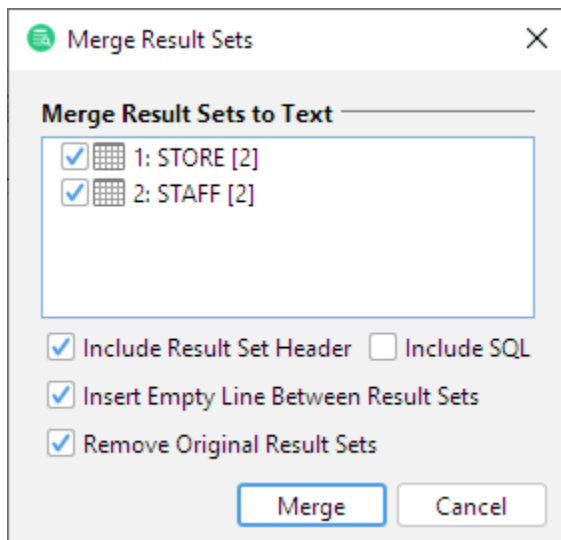 Merge Result Sets
Merge Result Sets to Text
1: STORE [2]
2: STAFF [2]
Include Result Set Header Include SQL
Insert Empty Line Between Result Sets
Remove Original Result Sets
Merge Cancel